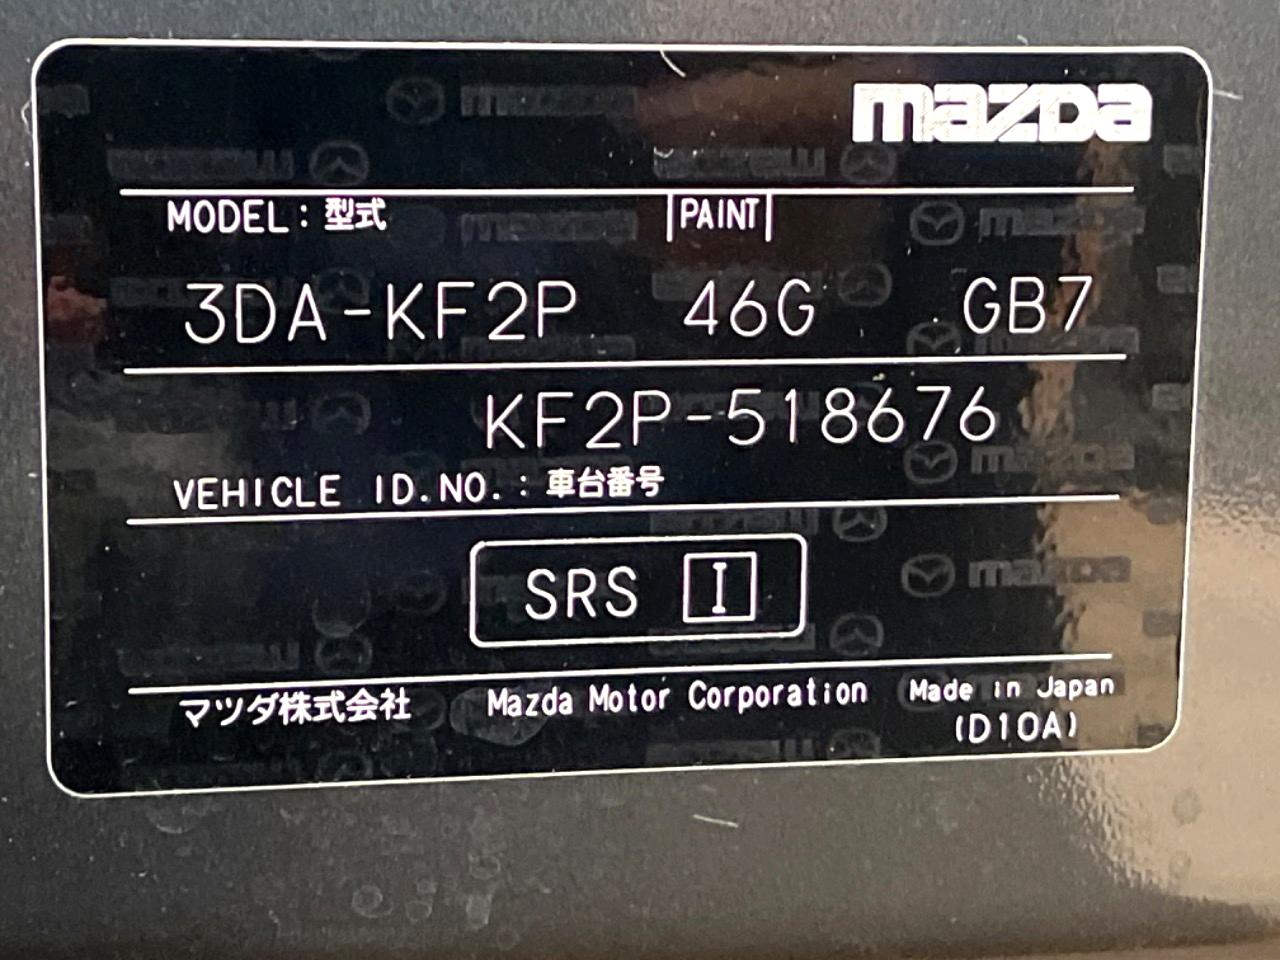 mazda
MODEL : 型式 PAINT
3DA-KF2P 46G GB7
KF2P-518676
VEHICLE ID.NO. : 車台番号
SRS I
マツダ株式会社 Mazda Motor Corporation Made in Japan
(D10A)